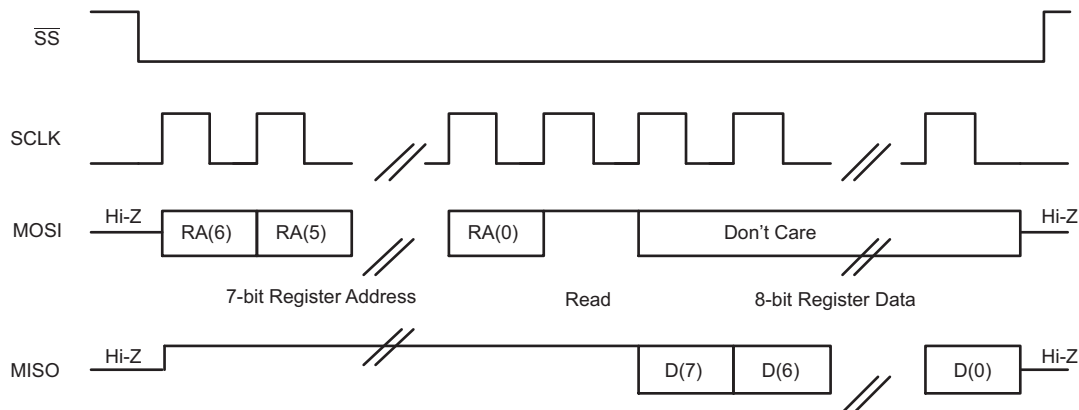 SS
SCLK
MOSI Hi-Z RA(6) RA(5) RA(0) Don't Care Hi-Z
7-bit Register Address Read 8-bit Register Data
MISO Hi-Z D(7) D(6) D(0) Hi-Z